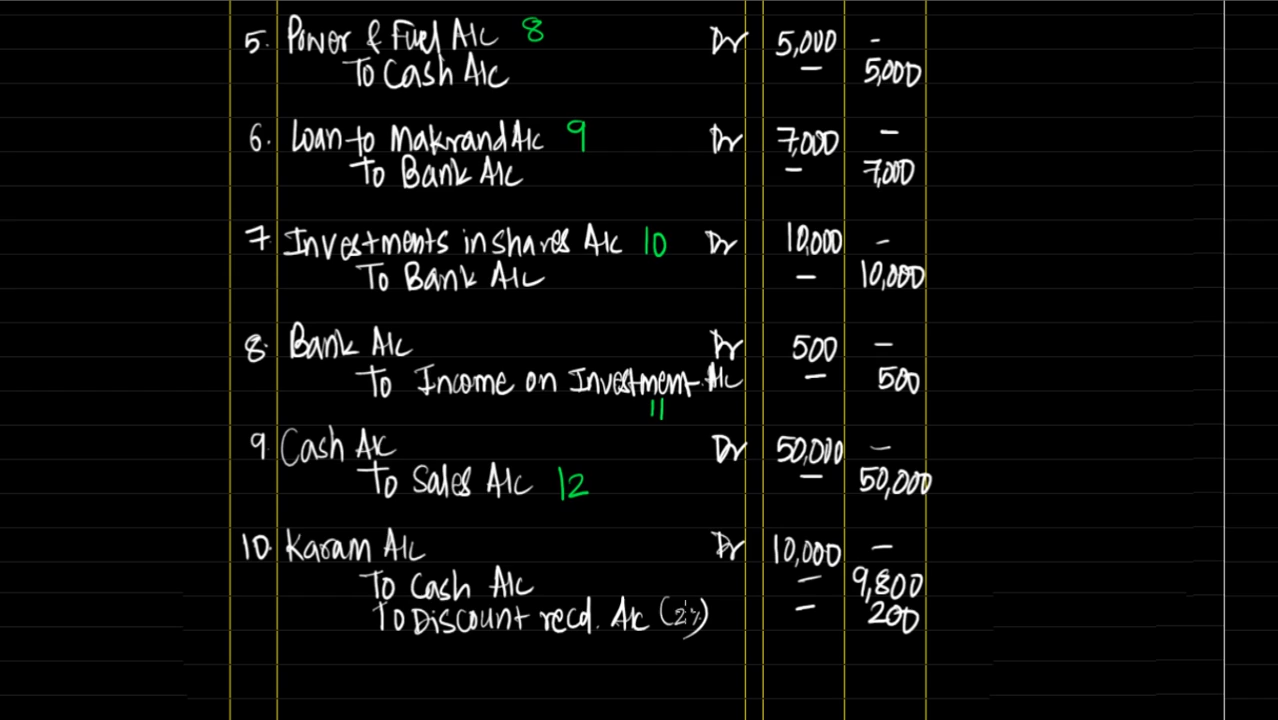 5. Power & Fuel A/c 8 Dr 5,000 -
To Cash A/c - 5,000
6. Loan to Makrand A/c 9 Dr 7,000 -
To Bank A/c - 7,000
7. Investments in shares A/c 10 Dr 10,000 -
To Bank A/c - 10,000
8. Bank A/c Dr 500 -
To Income on Investment A/c - 500
11
9. Cash A/c Dr 50,000 -
To Sales A/c 12 - 50,000
10. Karam A/c Dr 10,000 -
To Cash A/c - 9,800
To Discount recd. A/c (2%) - 200